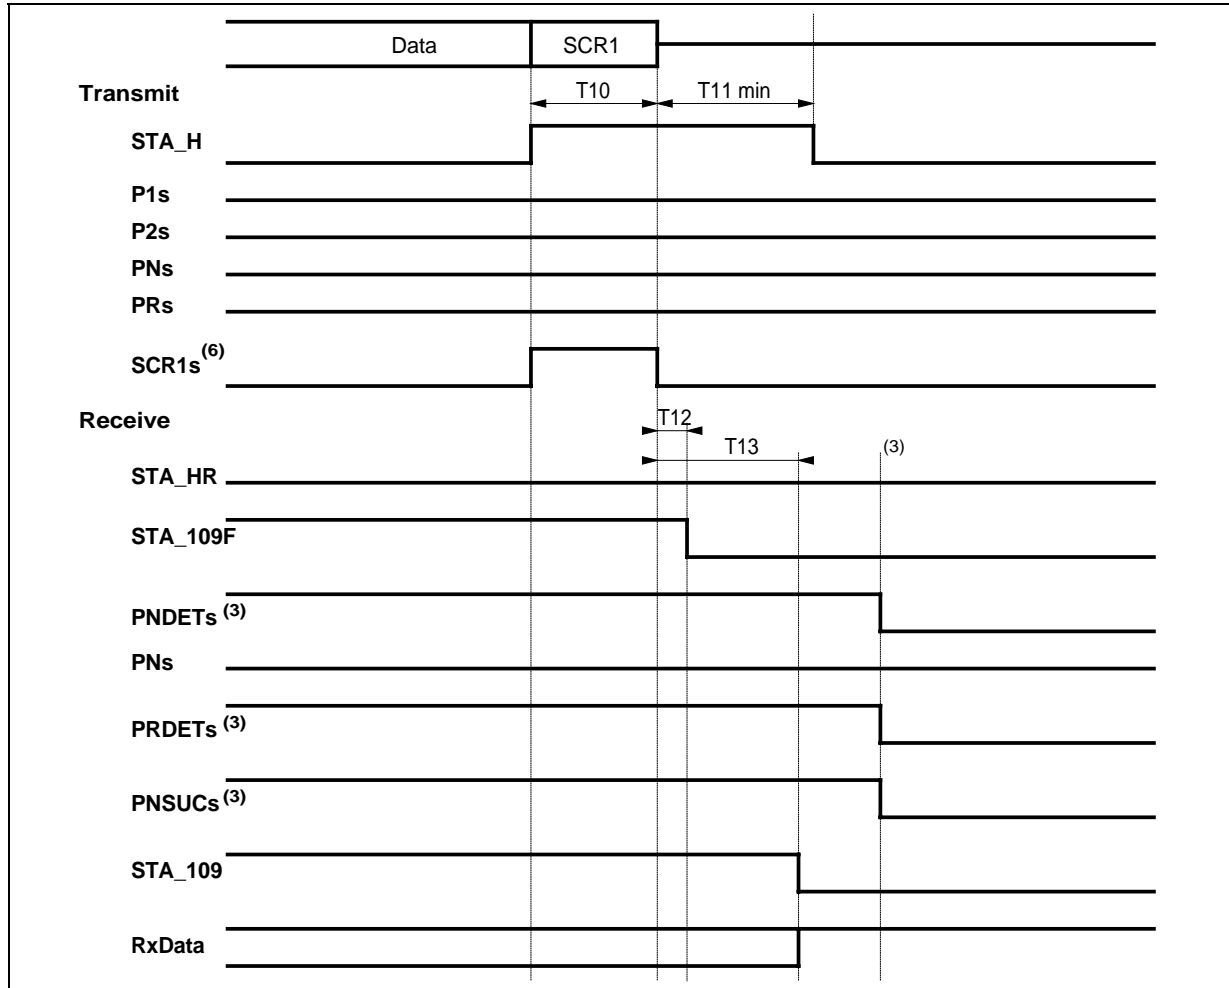 Data SCR1
Transmit T10 T11 min
STA_H
P1s
P2s
PNs
PRs
SCR1s (6)
Receive T12
T13 (3)
STA_HR
STA_109F
PNDETs (3)
PNs
PRDETs (3)
PNSUCs (3)
STA_109
RxData